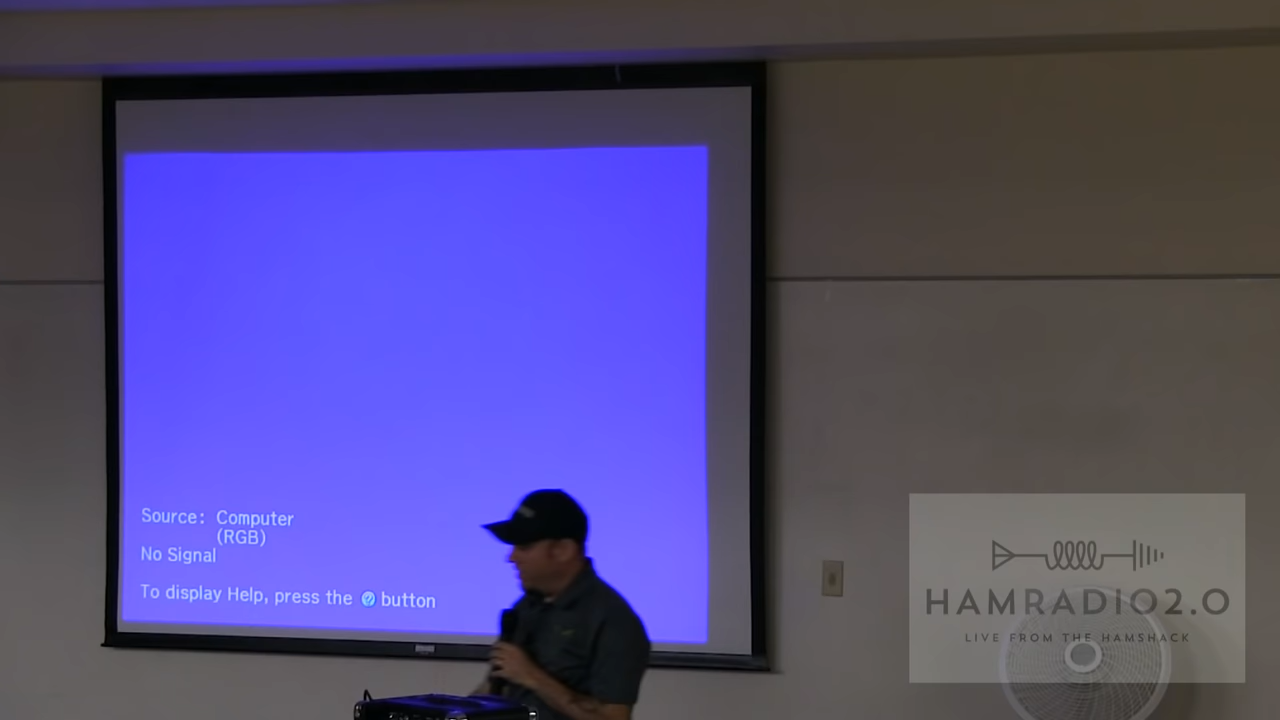 Source: Computer
(RGB)
No Signal
To display Help, press the button
HAMRADIO2.0
LIVE FROM THE HAMSHACK